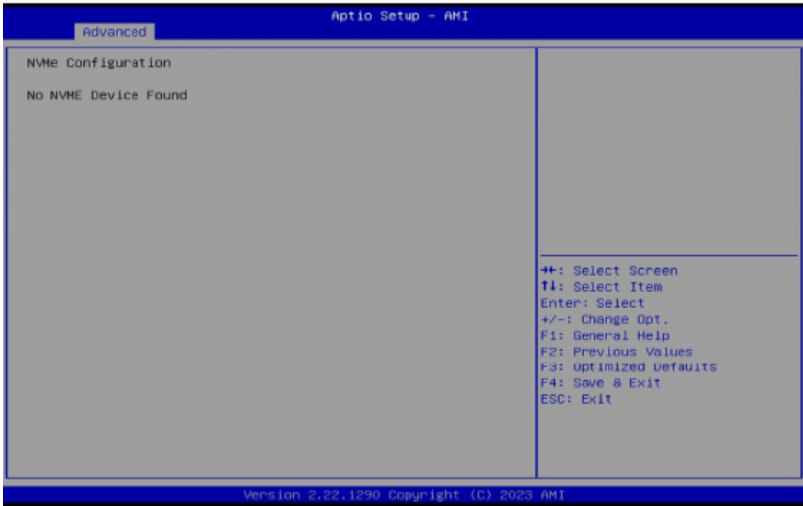 Aptio Setup - AMI
Advanced
NVMe Configuration
No NVME Device Found
→←: Select Screen
↑↓: Select Item
Enter: Select
+/-: Change Opt.
F1: General Help
F2: Previous Values
F3: Optimized Defaults
F4: Save & Exit
ESC: Exit
Version 2.22.1290 Copyright (C) 2023 AMI